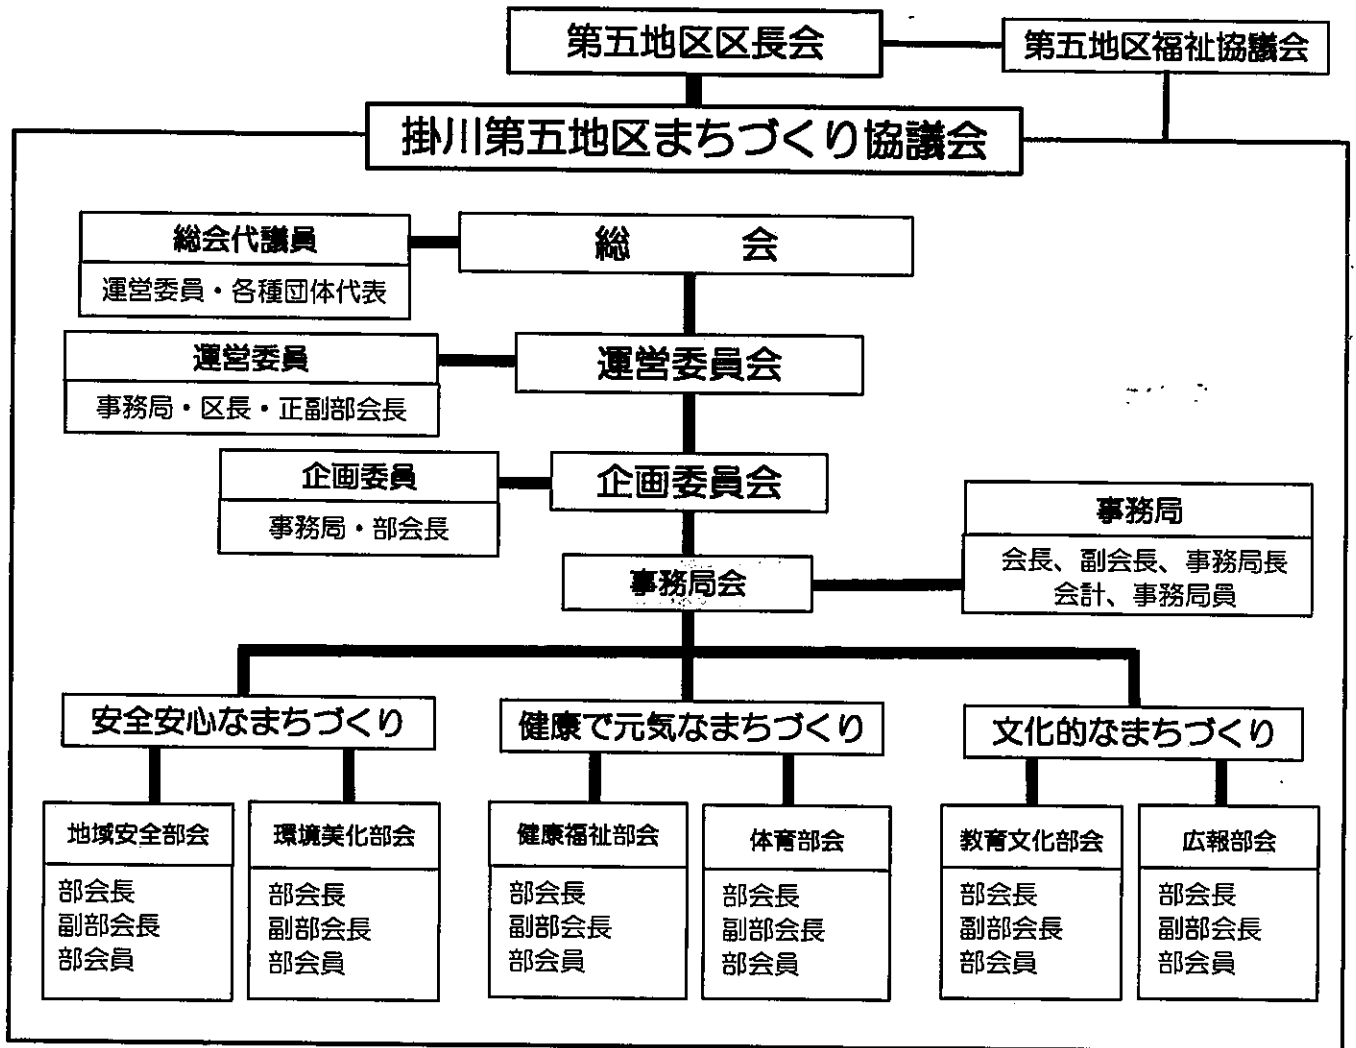 第五地区区長会
第五地区福祉協議会
掛川第五地区まちづくり協議会
総会代議員
運営委員・各種団体代表
総　会
運営委員
事務局・区長・正副部会長
運営委員会
企画委員
事務局・部会長
企画委員会
事務局
会長、副会長、事務局長
会計、事務局員
事務局会
安全安心なまちづくり
健康で元気なまちづくり
文化的なまちづくり
地域安全部会
部会長
副部会長
部会員
環境美化部会
部会長
副部会長
部会員
健康福祉部会
部会長
副部会長
部会員
体育部会
部会長
副部会長
部会員
教育文化部会
部会長
副部会長
部会員
広報部会
部会長
副部会長
部会員